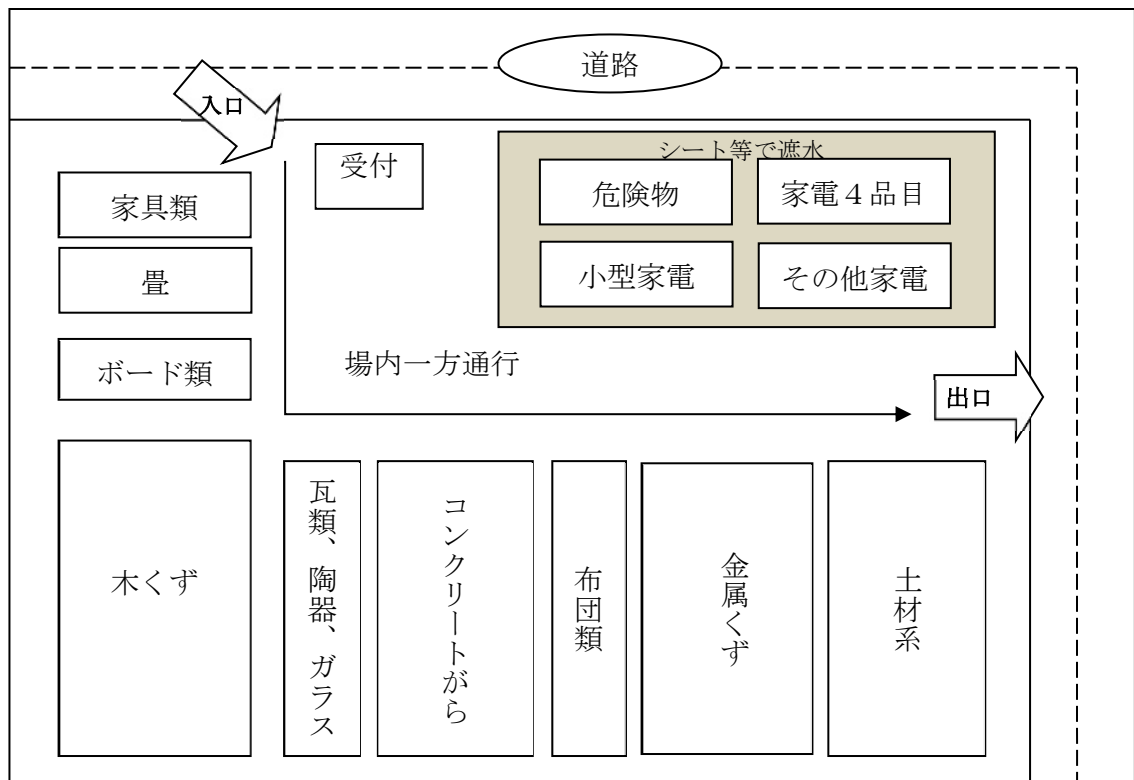 道路
入口
受付
シート等で遮水
危険物
家電４品目
小型家電
その他家電
家具類
畳
ボード類
場内一方通行
出口
木くず
瓦類、陶器、ガラス
コンクリートがら
布団類
金属くず
土材系